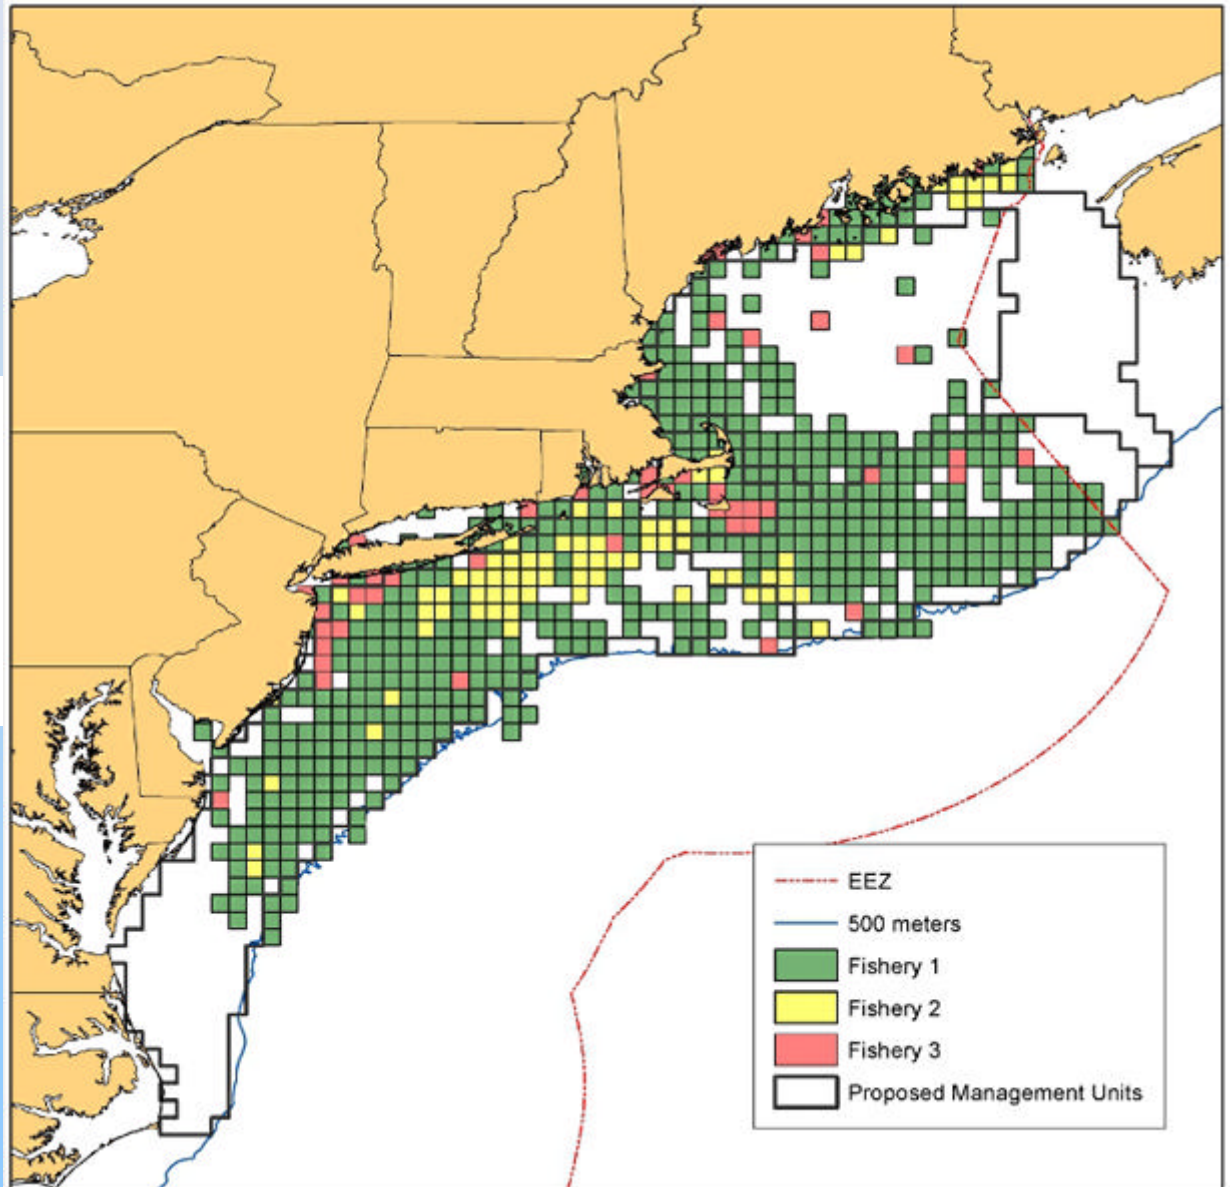 EEZ
500 meters
Fishery 1
Fishery 2
Fishery 3
Proposed Management Units